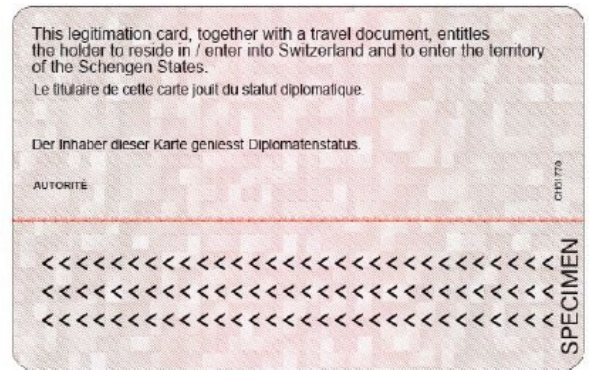 This legitimation card, together with a travel document, entitles
the holder to reside in / enter into Switzerland and to enter the territory
of the Schengen States.
Le titulaire de cette carte jouit du statut diplomatique.
Der Inhaber dieser Karte geniesst Diplomatenstatus.
AUTORITÉ
<<<<<<<<<<<<<<<<<<<<<<<<<<<<<<
<<<<<<<<<<<<<<<<<<<<<<<<<<<<<<
<<<<<<<<<<<<<<<<<<<<<<<<<<<<<<
SPECIMEN